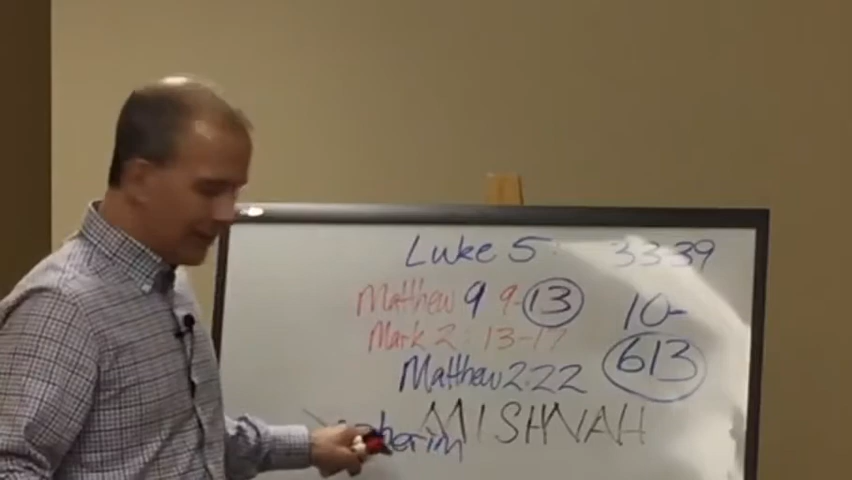 Luke 5: 33-39
Matthew 9 9-13 10-
Mark 2: 13-17
Matthew 2:22 613
MISHNAH